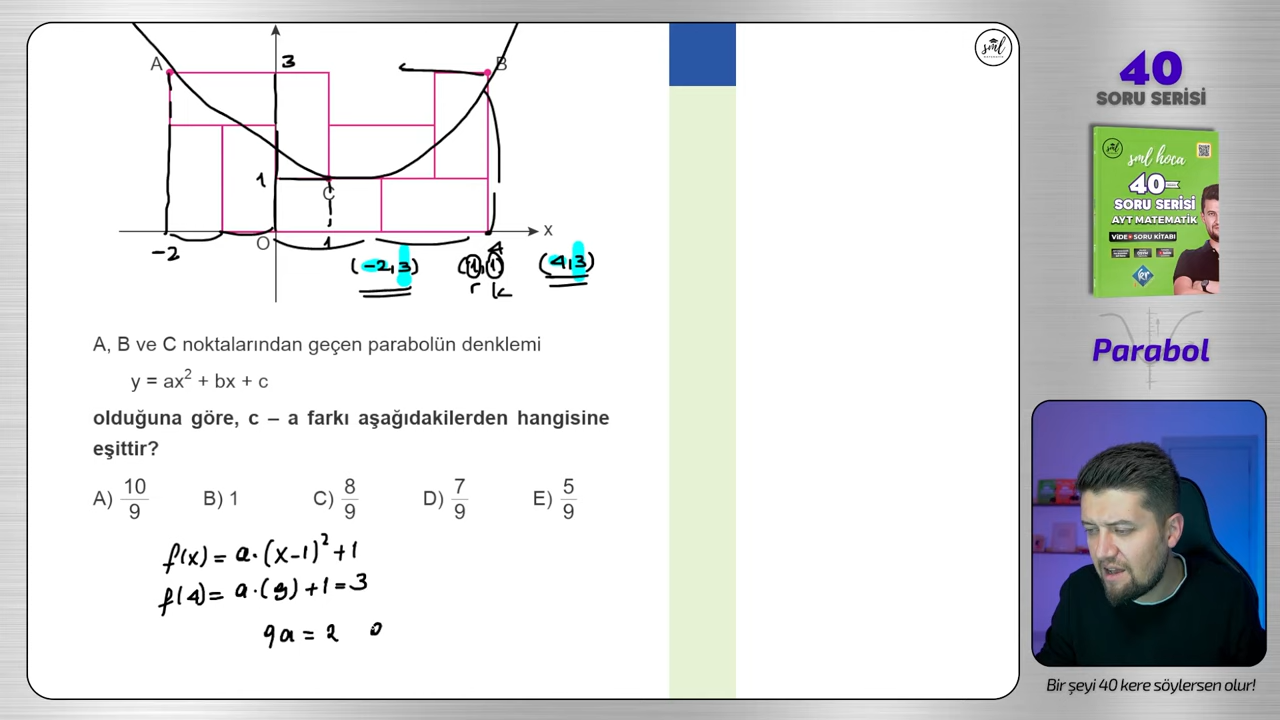 A
3
B
1
C
O
1
4
x
-2
(-2,3)
(1,1)
(4,3)
r k
A, B ve C noktalarından geçen parabolün denklemi
y = ax² + bx + c
olduğuna göre, c – a farkı aşağıdakilerden hangisine
eşittir?
A) 10/9 B) 1 C) 8/9 D) 7/9 E) 5/9
f(x) = a·(x-1)² + 1
f(4) = a·(9) + 1 = 3
9a = 2
sml
40
SORU SERİSİ
sml hoca
40
SORU SERİSİ
AYT MATEMATİK
VİDEO SORU KİTABI
Parabol
Bir şeyi 40 kere söylersen olur!